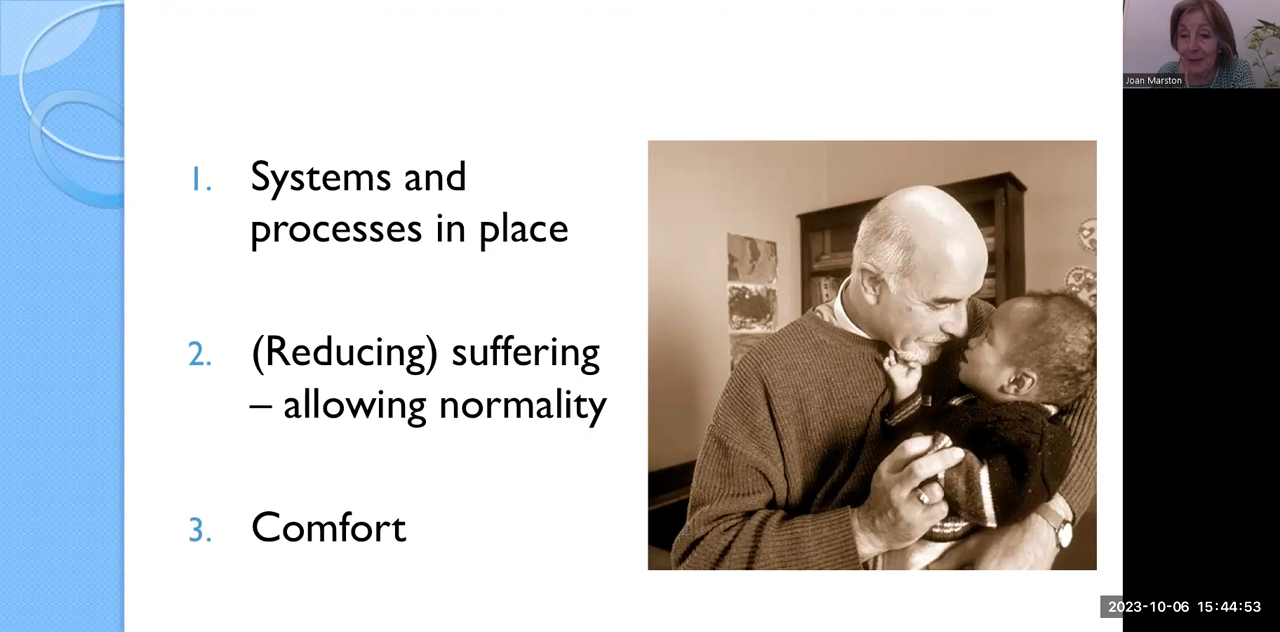 Joan Marston
1. Systems and
processes in place
2. (Reducing) suffering
– allowing normality
3. Comfort
2023-10-06 15:44:53